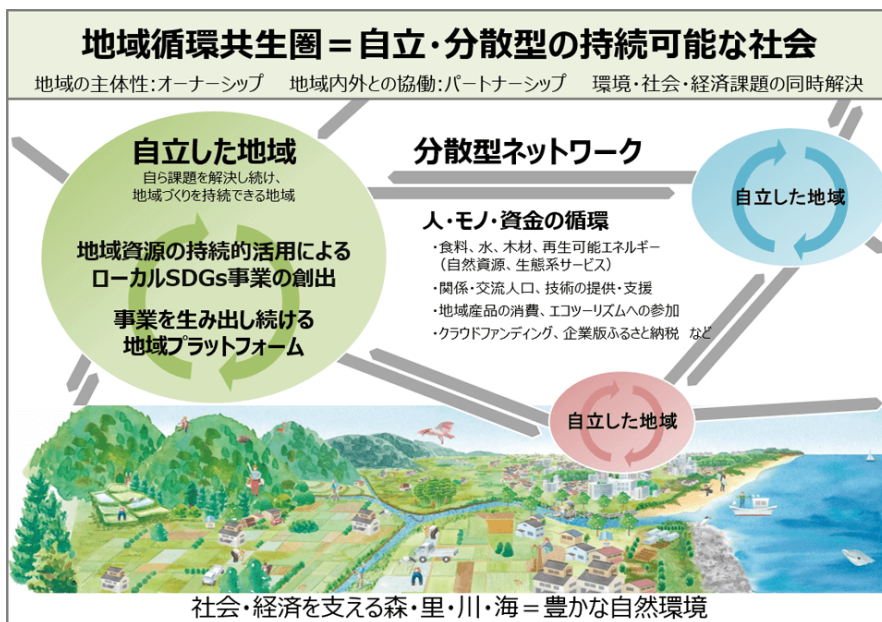 地域循環共生圏＝自立・分散型の持続可能な社会
地域の主体性：オーナーシップ　地域内外との協働：パートナーシップ　環境・社会・経済課題の同時解決
自立した地域
自ら課題を解決し続け、
地域づくりを持続できる地域
地域資源の持続的活用による
ローカルSDGs事業の創出
事業を生み出し続ける
地域プラットフォーム
分散型ネットワーク
人・モノ・資金の循環
・食料、水、木材、再生可能エネルギー
（自然資源、生態系サービス）
・関係・交流人口、技術の提供・支援
・地域産品の消費、エコツーリズムへの参加
・クラウドファンディング、企業版ふるさと納税　など
自立した地域
自立した地域
社会・経済を支える森・里・川・海＝豊かな自然環境